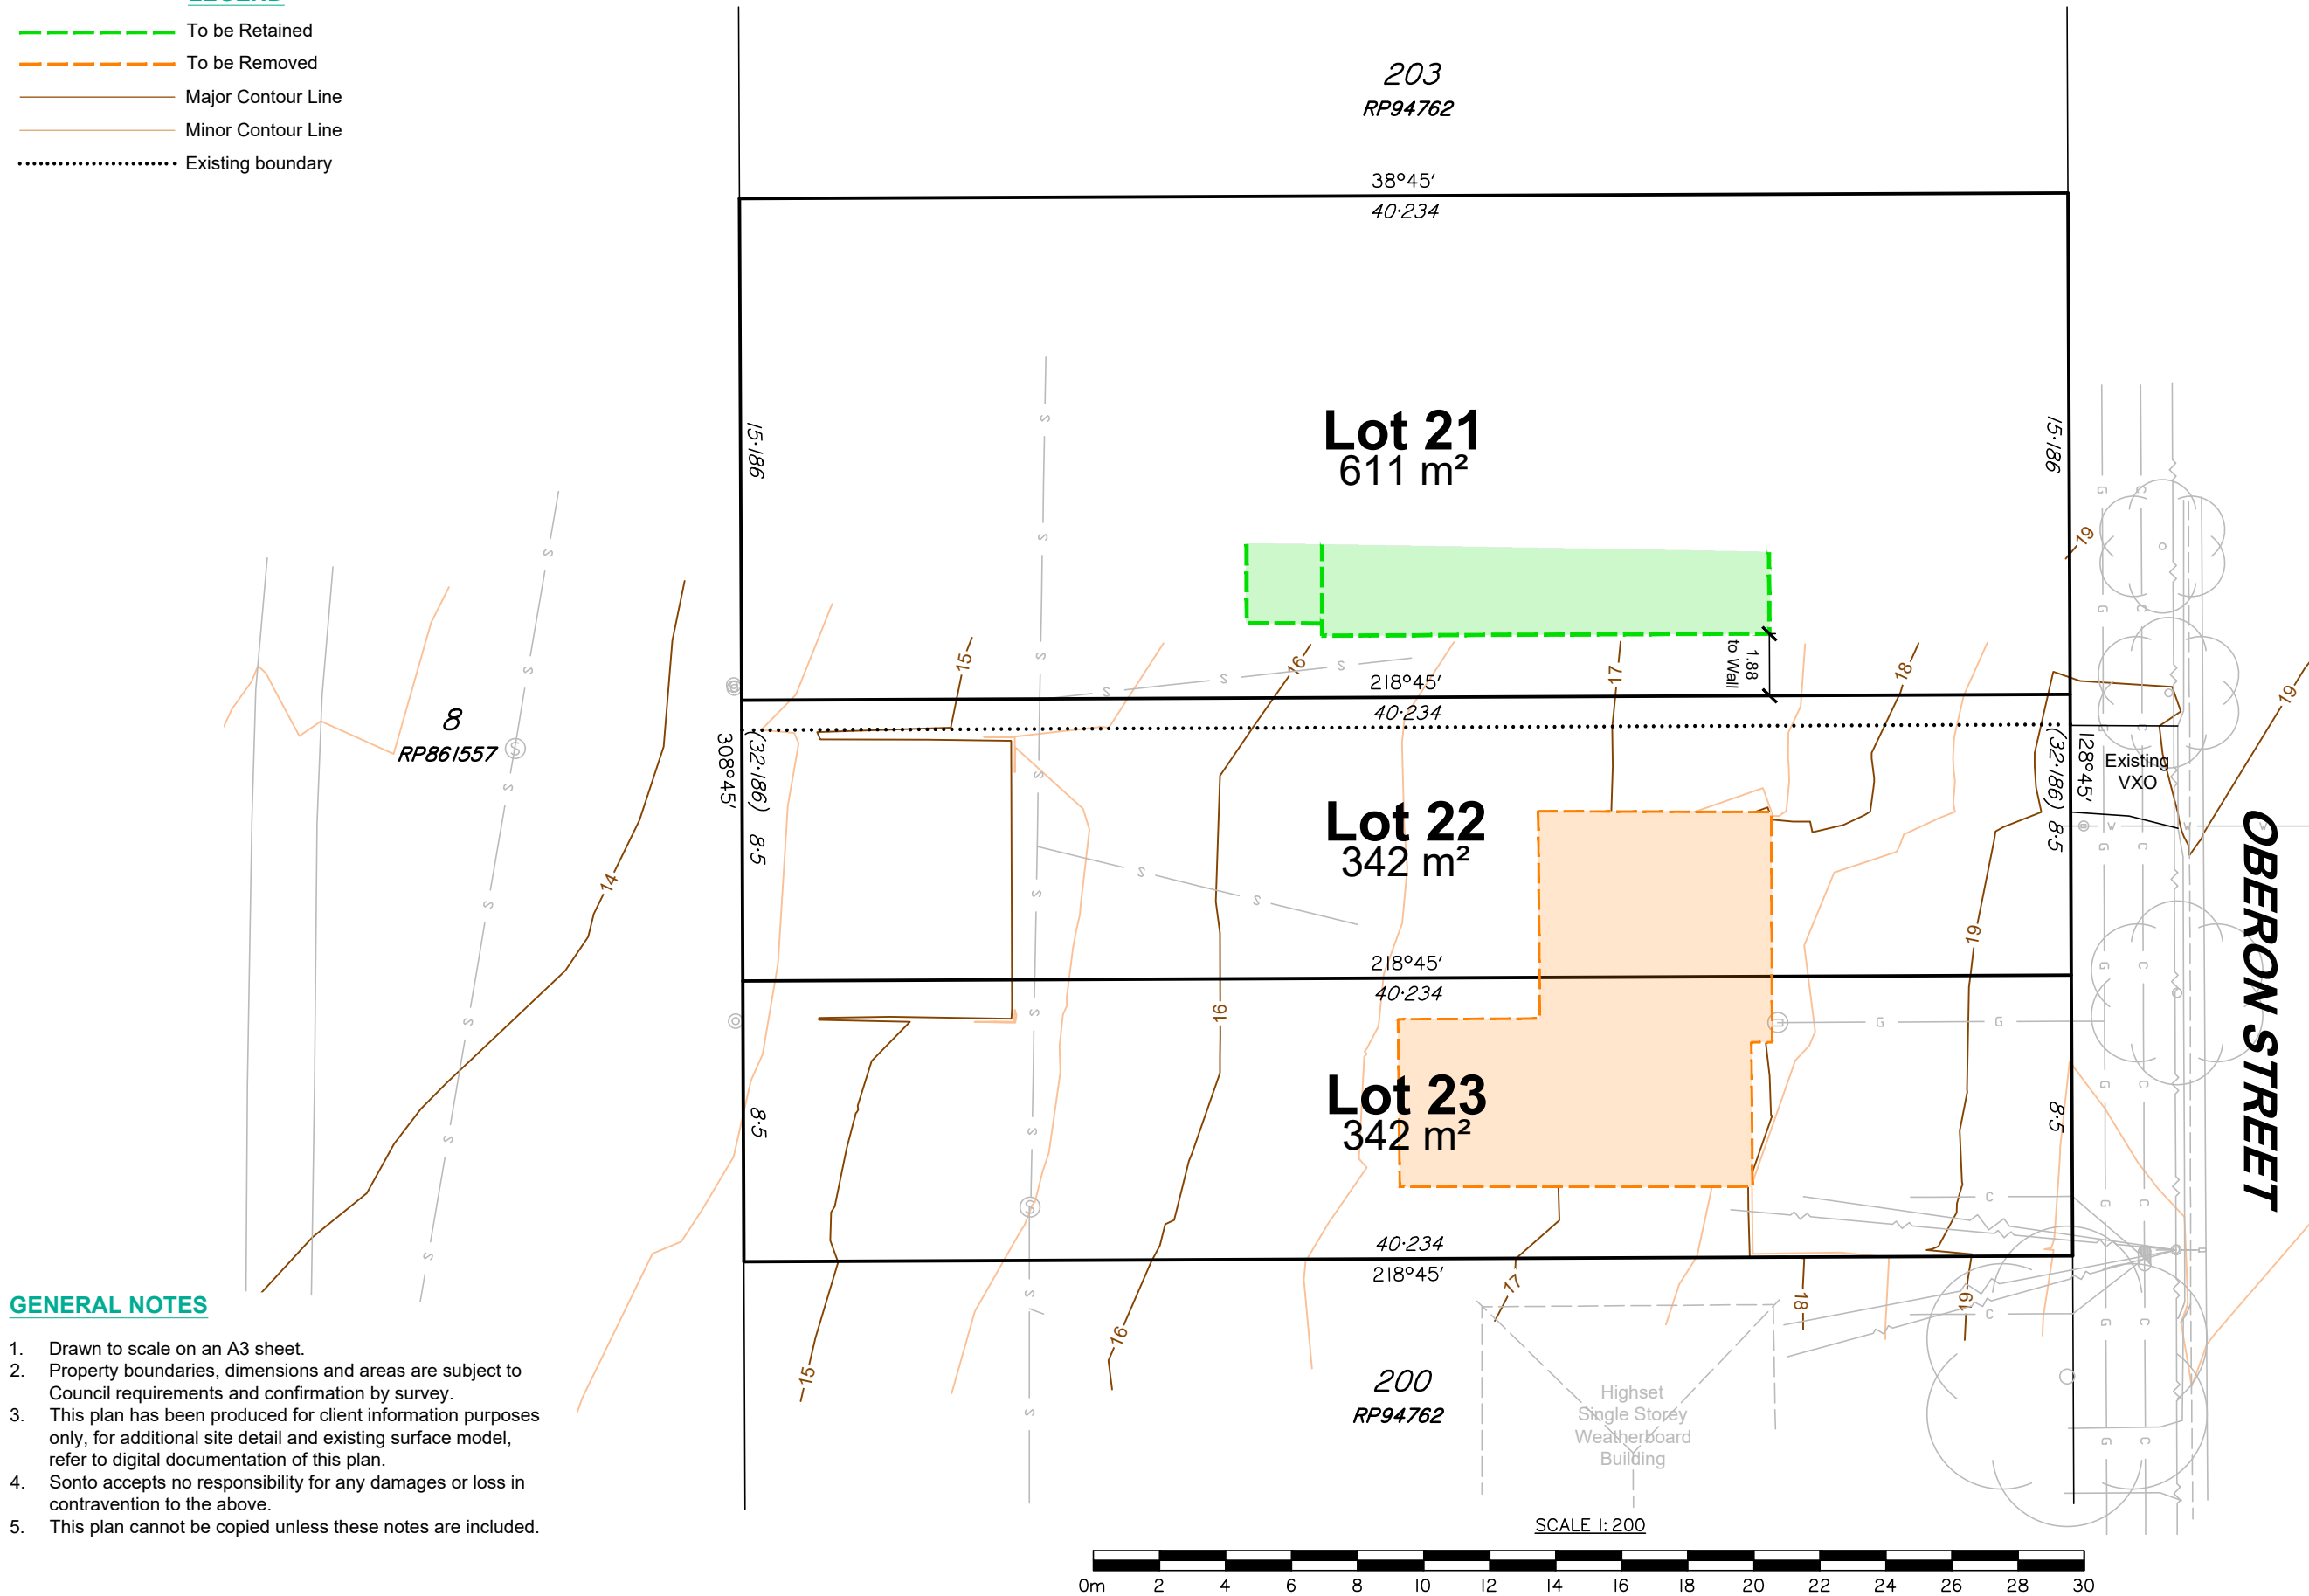 LEGEND
To be Retained
To be Removed
Major Contour Line
Minor Contour Line
Existing boundary
203
RP94762
38°45′
40·234
15·186
15·186
Lot 21
611 m²
19
1.88
to Wall
15
16
17
18
19
218°45′
40·234
8
RP861557
308°45′
(32·186) 8·5
(32·186) 8·5
128°45′
Existing
VXO
Lot 22
342 m²
14
19
OBERON STREET
218°45′
40·234
16
Lot 23
342 m²
8·5
8·5
40·234
218°45′
17
18
19
16
15
200
RP94762
Highset
Single Storey
Weatherboard
Building
GENERAL NOTES
1. Drawn to scale on an A3 sheet.
2. Property boundaries, dimensions and areas are subject to
Council requirements and confirmation by survey.
3. This plan has been produced for client information purposes
only, for additional site detail and existing surface model,
refer to digital documentation of this plan.
4. Sonto accepts no responsibility for any damages or loss in
contravention to the above.
5. This plan cannot be copied unless these notes are included.
SCALE 1:200
0m 2 4 6 8 10 12 14 16 18 20 22 24 26 28 30